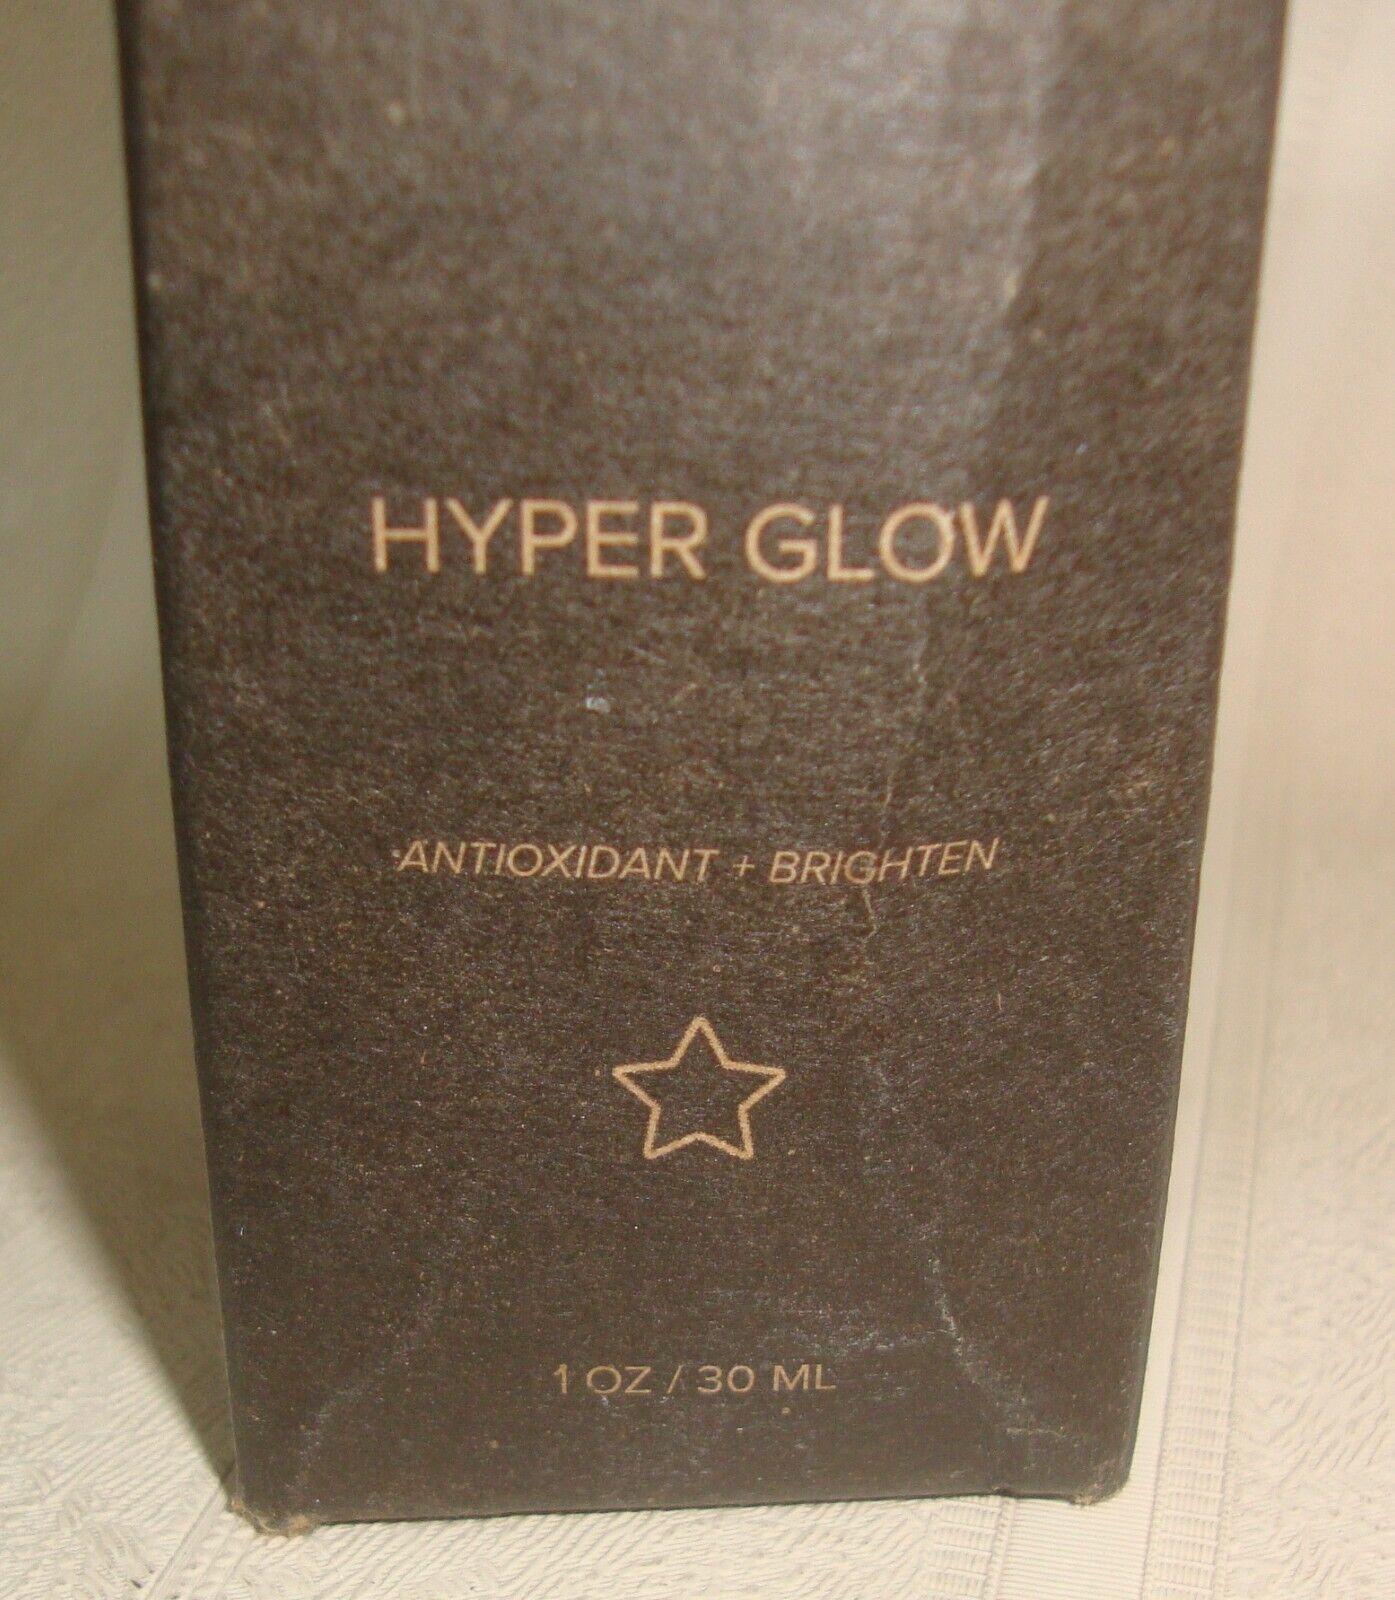 HYPER GLOW
ANTIOXIDANT + BRIGHTEN
1 OZ / 30 ML